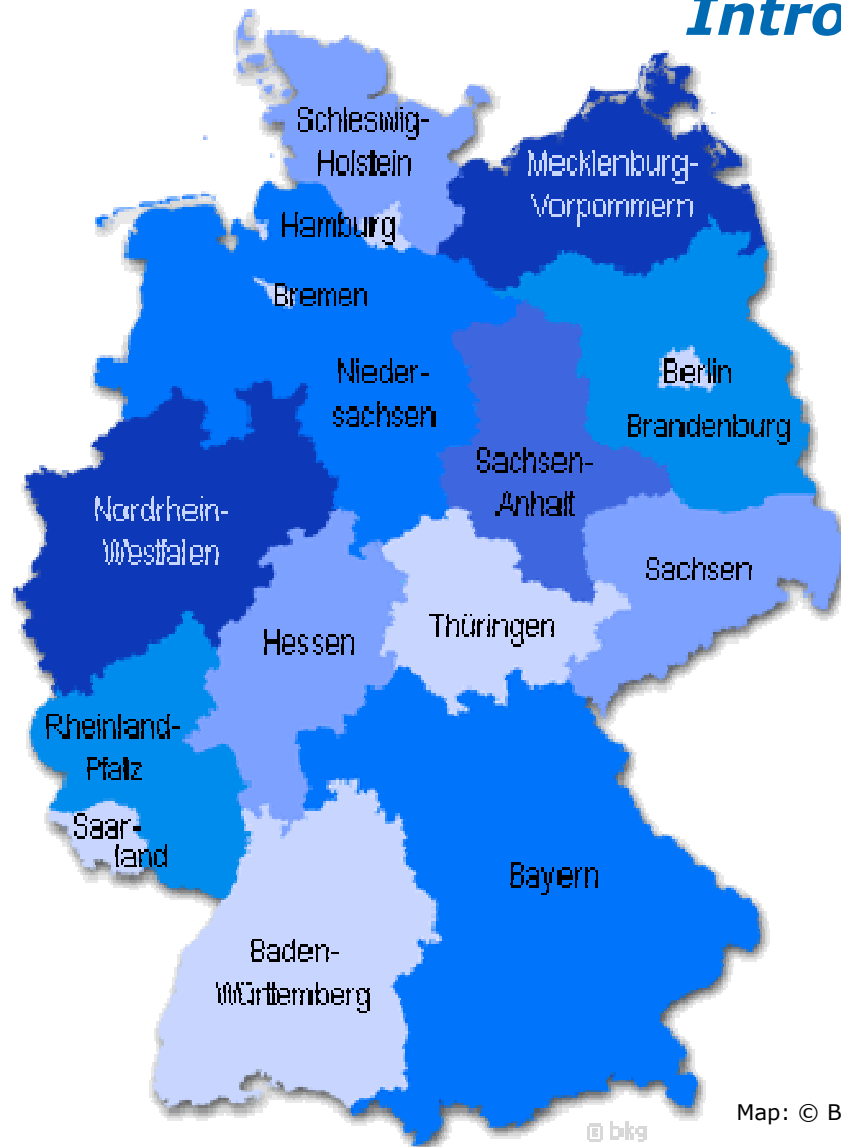 Intro
Schleswig-
Holstein
Mecklenburg-
Vorpommern
Hamburg
Bremen
Nieder-
sachsen
Berlin
Brandenburg
Sachsen-
Anhalt
Nordrhein-
Westfalen
Sachsen
Thüringen
Hessen
Rheinland-
Pfalz
Saar-
land
Bayern
Baden-
Württemberg
Map: © B
© bkg